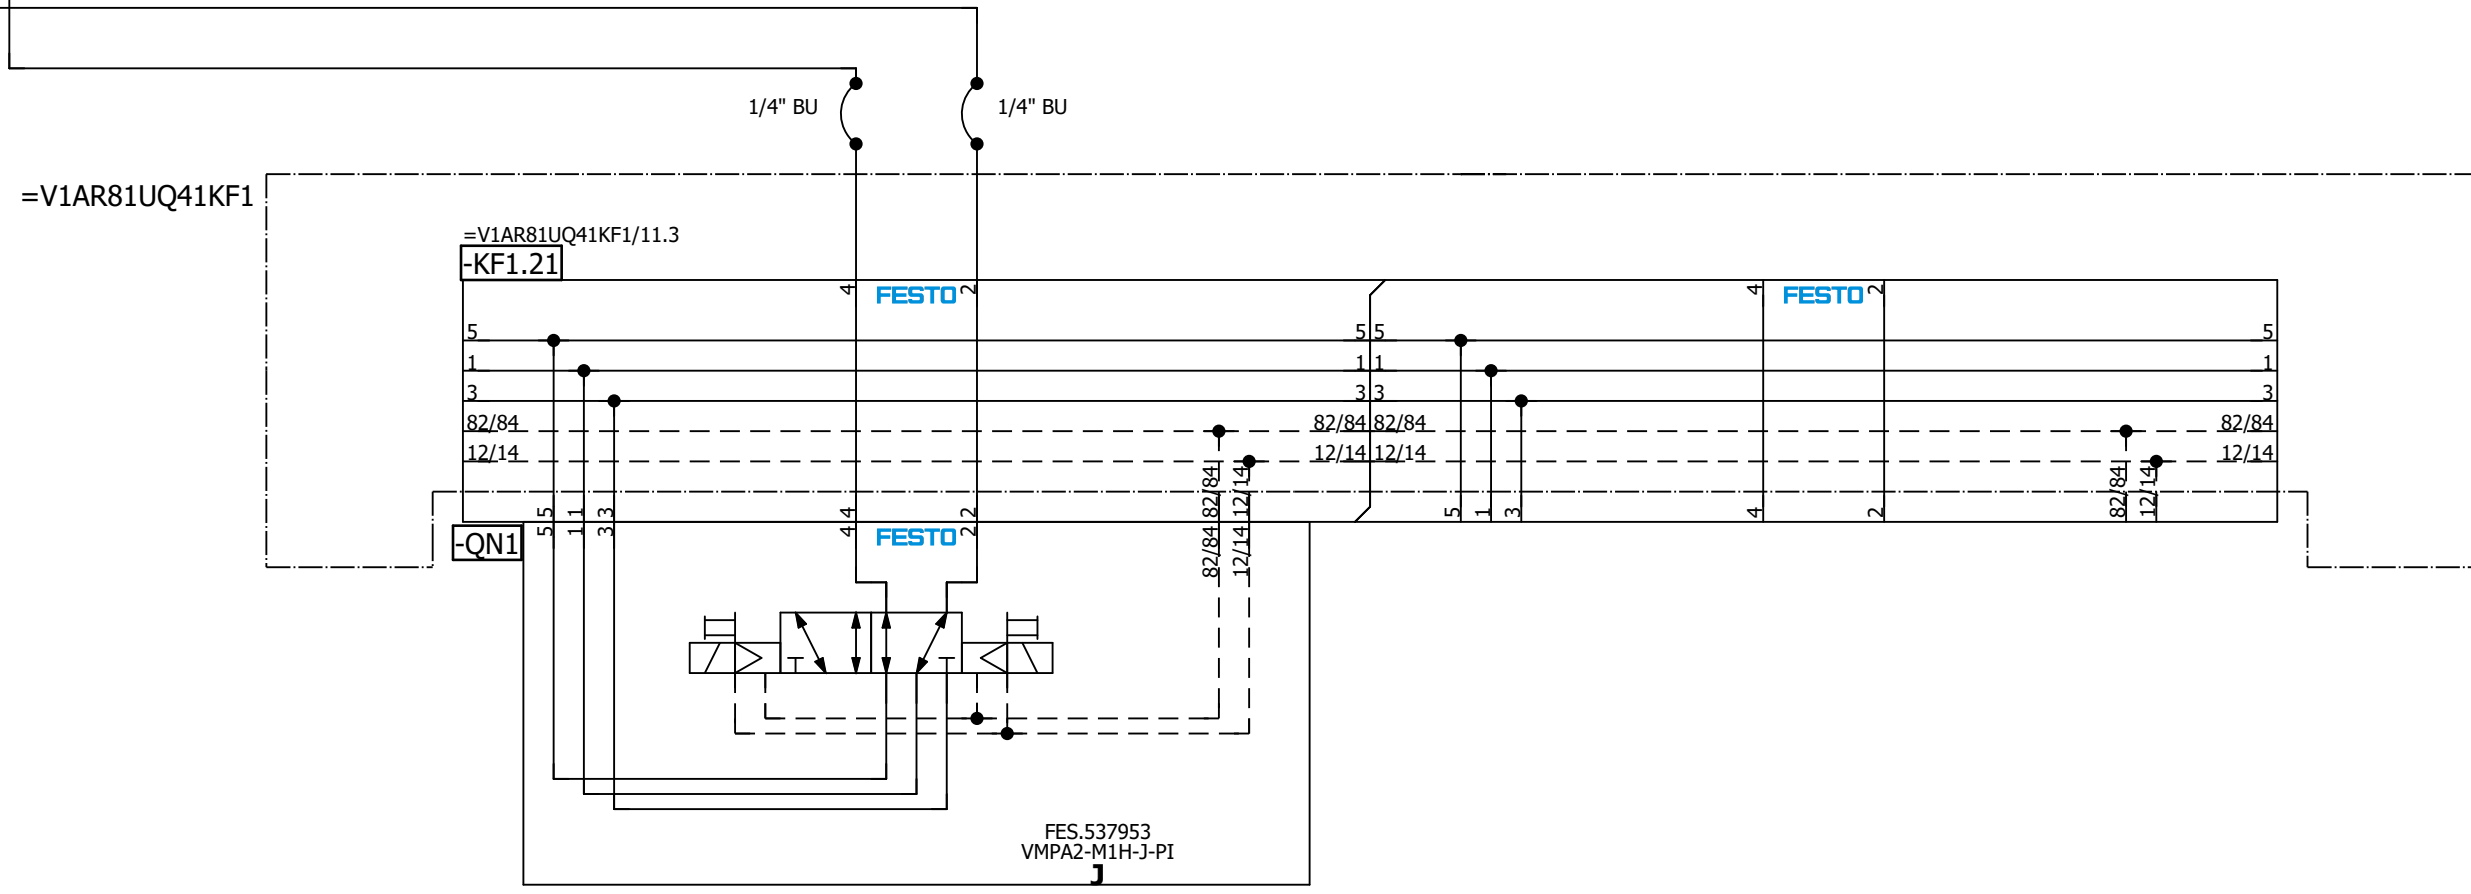 1/4" BU
1/4" BU
=V1AR81UQ41KF1
=V1AR81UQ41KF1/11.3
-KF1.21
4 FESTO 2
4 FESTO 2
5 5 5 5
1 1 1 1
3 3 3 3
82/84 82/84 82/84 82/84
12/14 12/14 12/14 12/14
5 1 3 4 2 82/84 12/14
5 1 3 4 2 82/84 12/14
-QN1
5 1 3 4 FESTO 2 82/84 12/14
FES.537953
VMPA2-M1H-J-PI
J